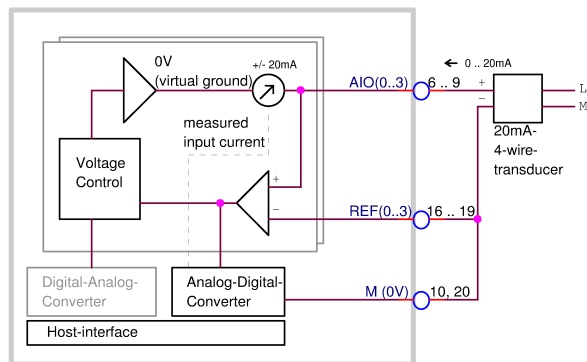 0V
(virtual ground)
+/- 20mA
← 0 .. 20mA
AIO(0..3)
6 .. 9
+
−
L
M
measured
input current
20mA-
4-wire-
transducer
Voltage
Control
+
−
REF(0..3)
16 .. 19
Digital-Analog-
Converter
Analog-Digital-
Converter
M (0V)
10, 20
Host-interface